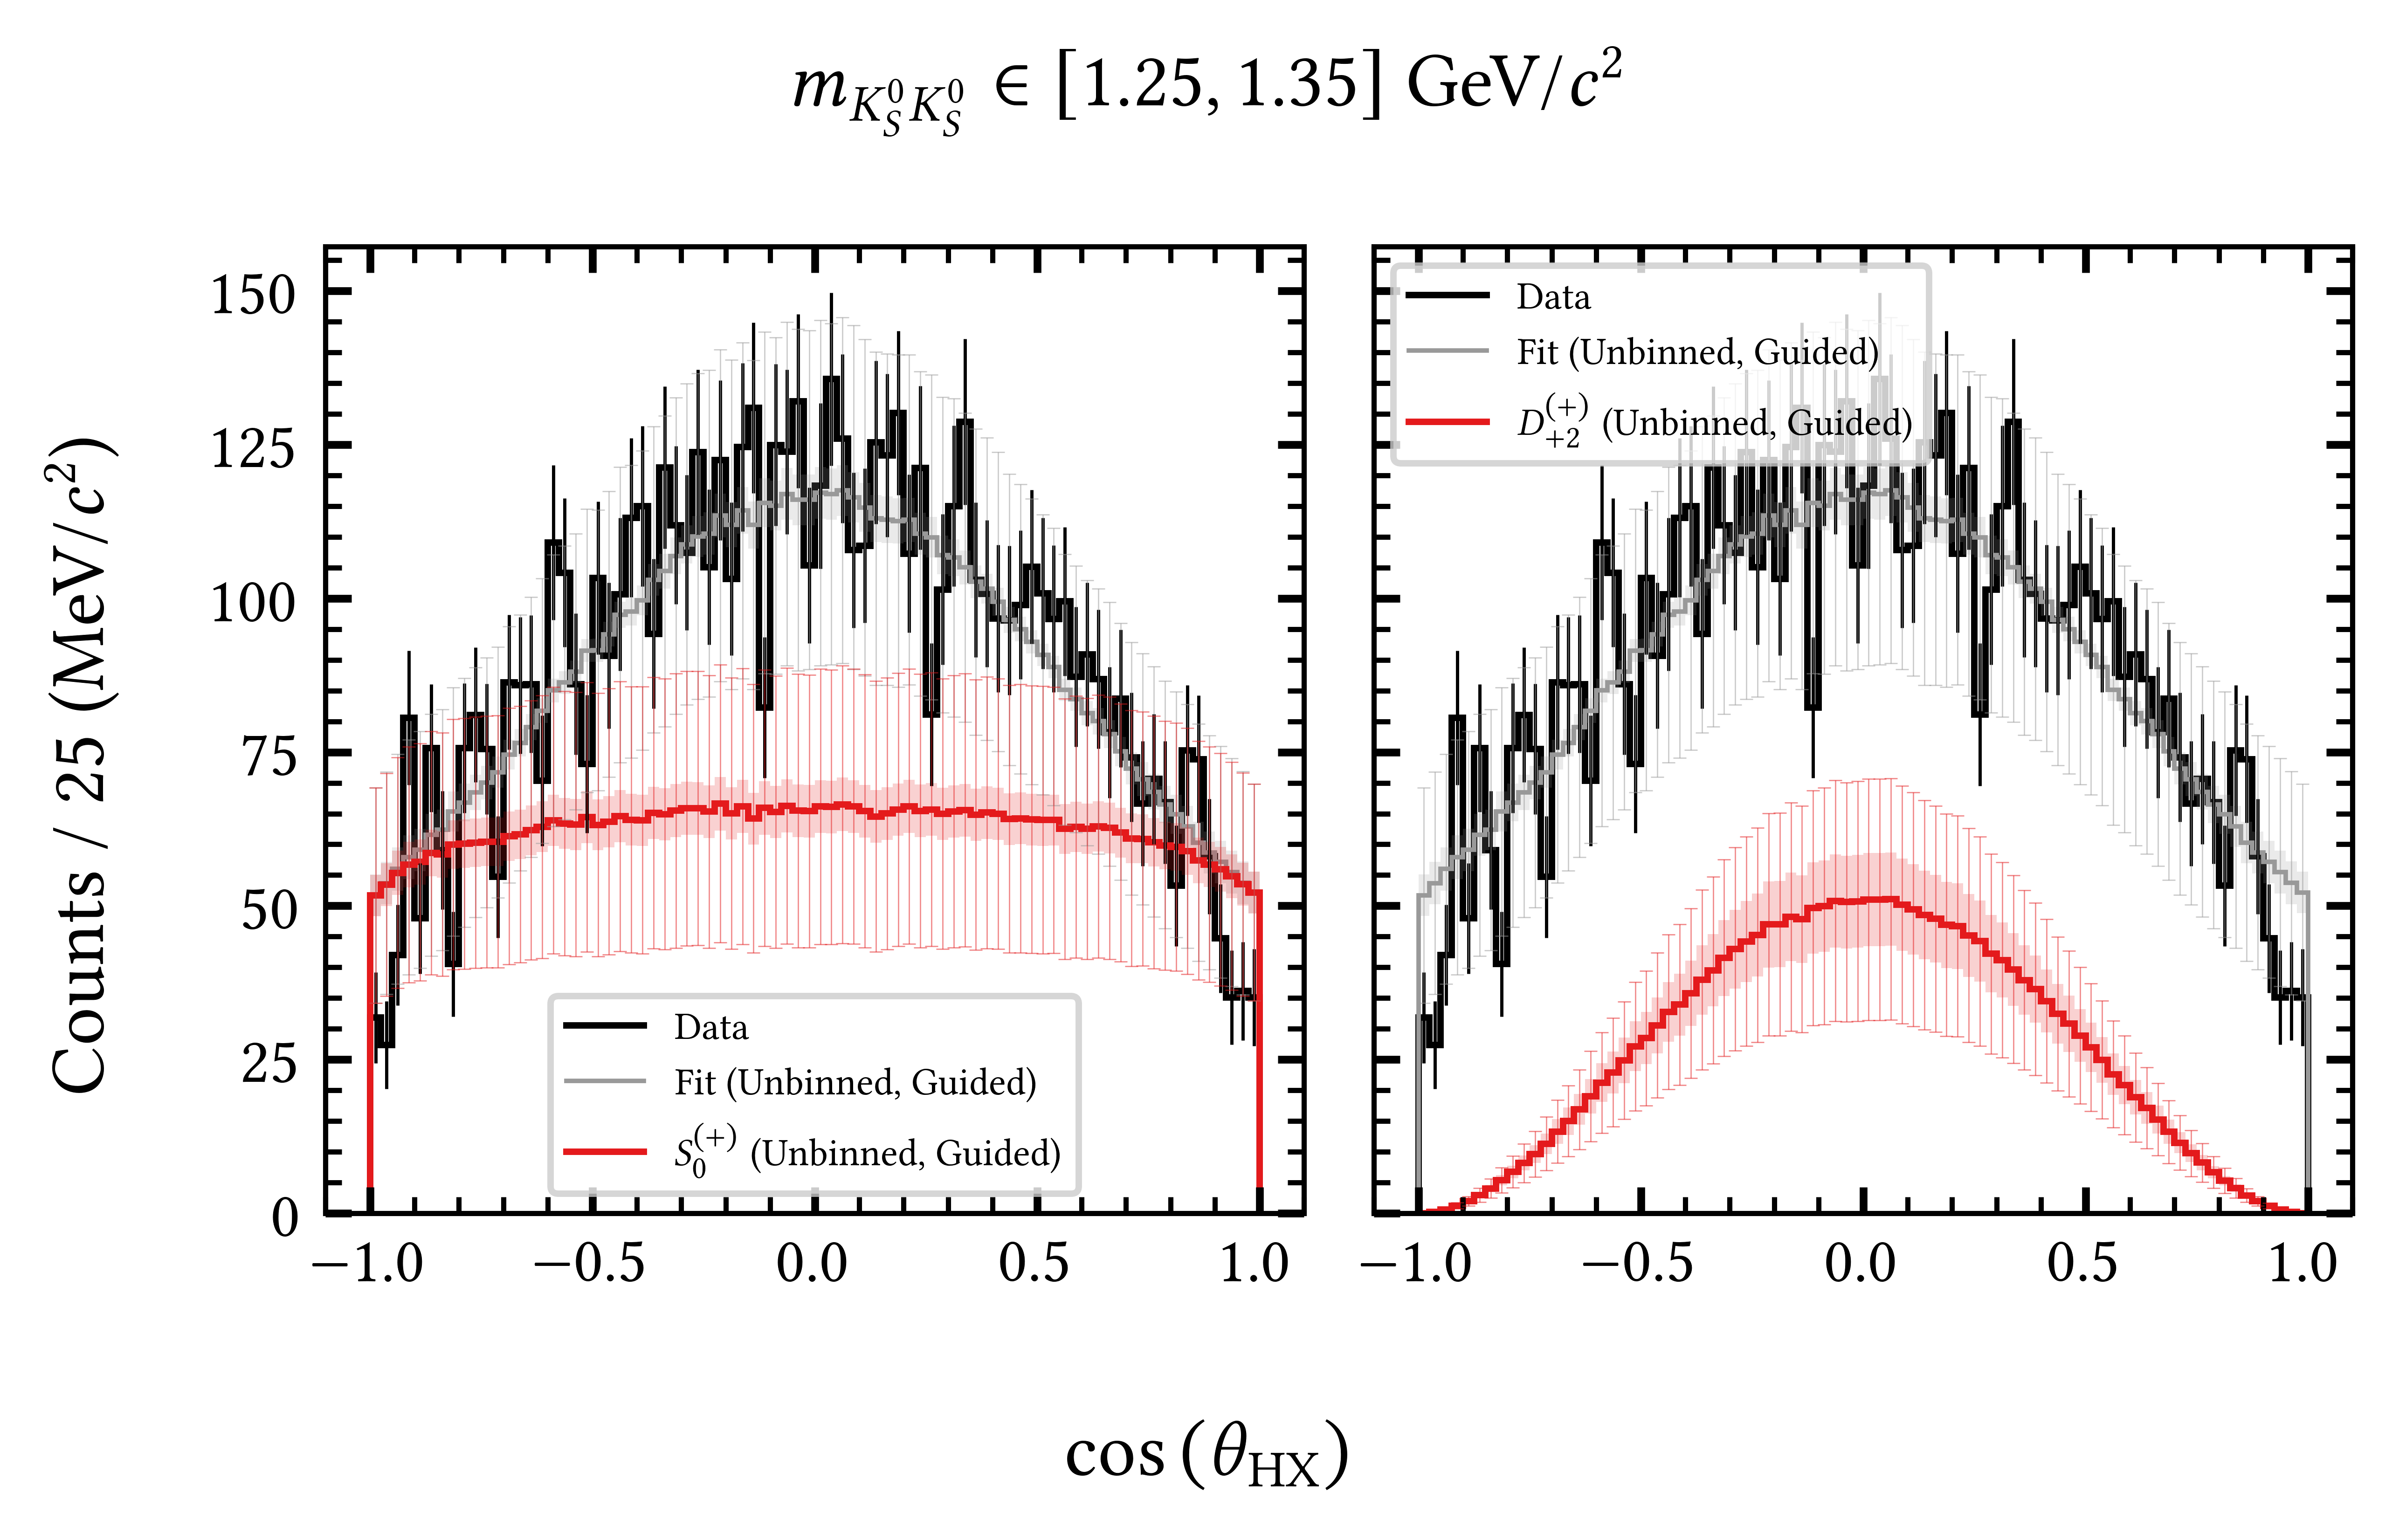 m_{K_S^0 K_S^0} ∈ [1.25, 1.35] GeV/c²
Counts / 25 (MeV/c²)
150
125
100
75
50
25
0
Data
Fit (Unbinned, Guided)
S_0^{(+)} (Unbinned, Guided)
−1.0 −0.5 0.0 0.5 1.0
Data
Fit (Unbinned, Guided)
D_{+2}^{(+)} (Unbinned, Guided)
−1.0 −0.5 0.0 0.5 1.0
cos (θ_HX)